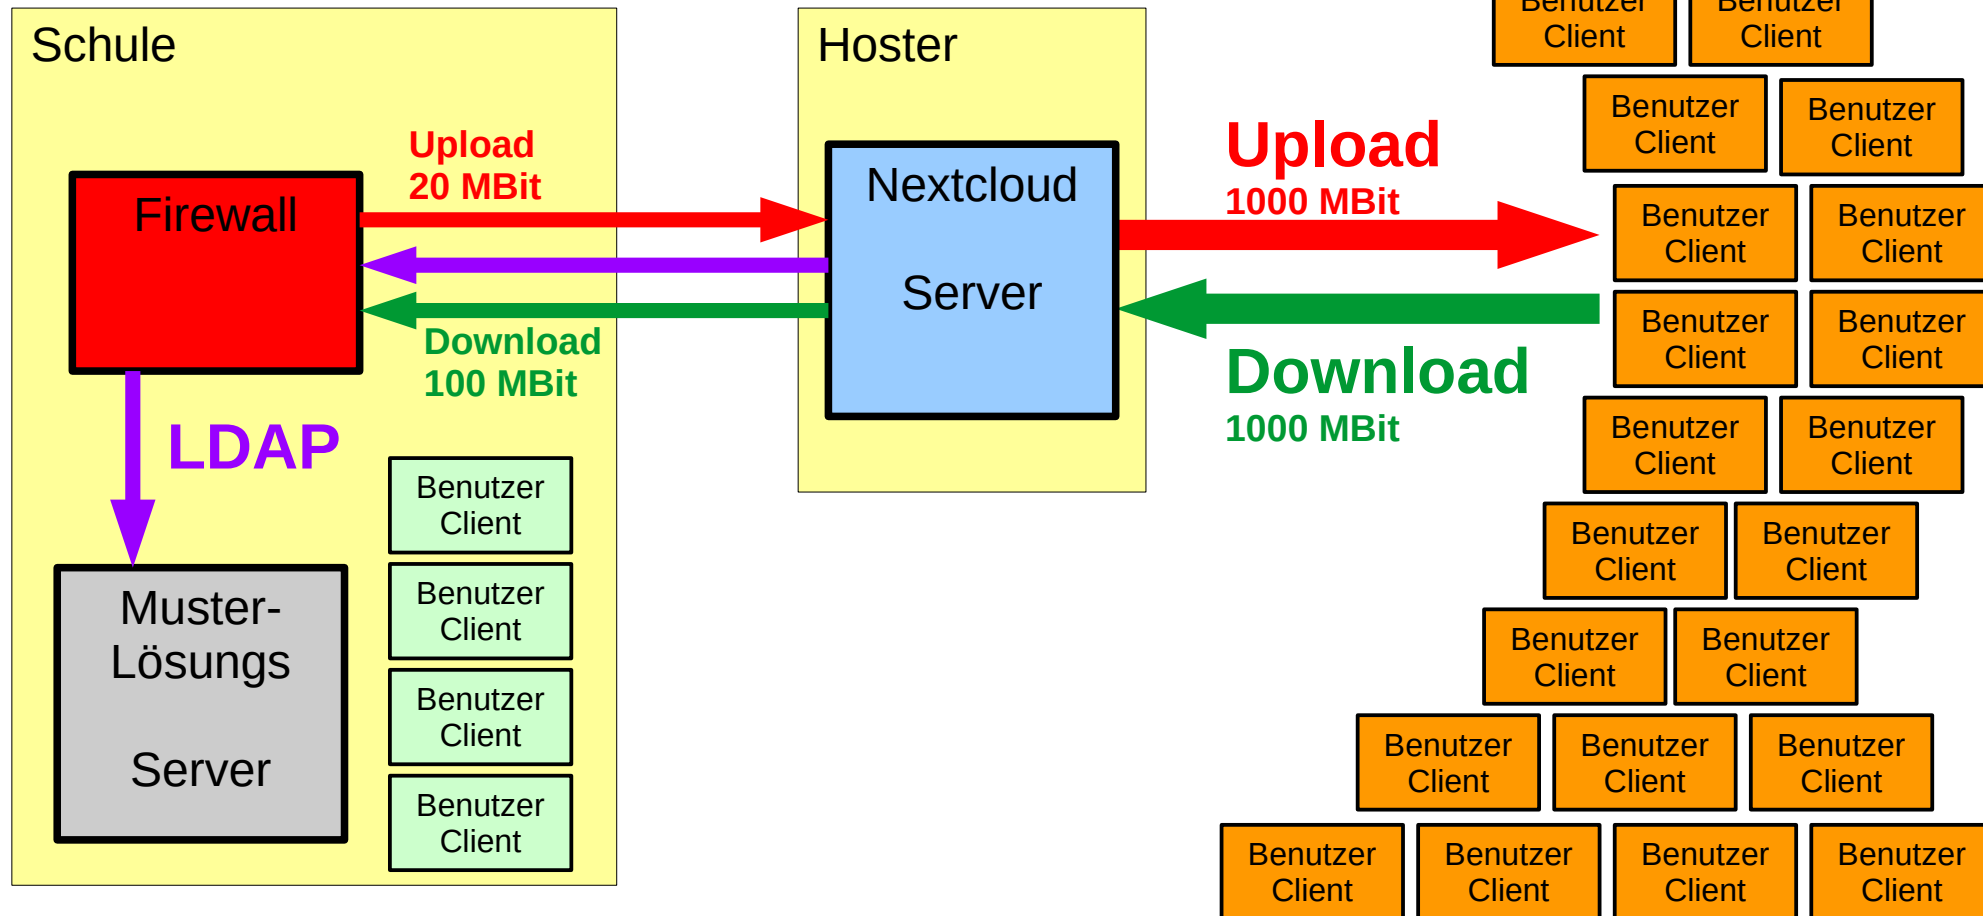 Schule
Upload
20 MBit
Firewall
Download
100 MBit
LDAP
Muster-
Lösungs
Server
Benutzer
Client
Benutzer
Client
Benutzer
Client
Benutzer
Client
Hoster
Nextcloud
Server
Upload
1000 MBit
Download
1000 MBit
Benutzer
Client
Benutzer
Client
Benutzer
Client
Benutzer
Client
Benutzer
Client
Benutzer
Client
Benutzer
Client
Benutzer
Client
Benutzer
Client
Benutzer
Client
Benutzer
Client
Benutzer
Client
Benutzer
Client
Benutzer
Client
Benutzer
Client
Benutzer
Client
Benutzer
Client
Benutzer
Client
Benutzer
Client
Benutzer
Client
Benutzer
Client